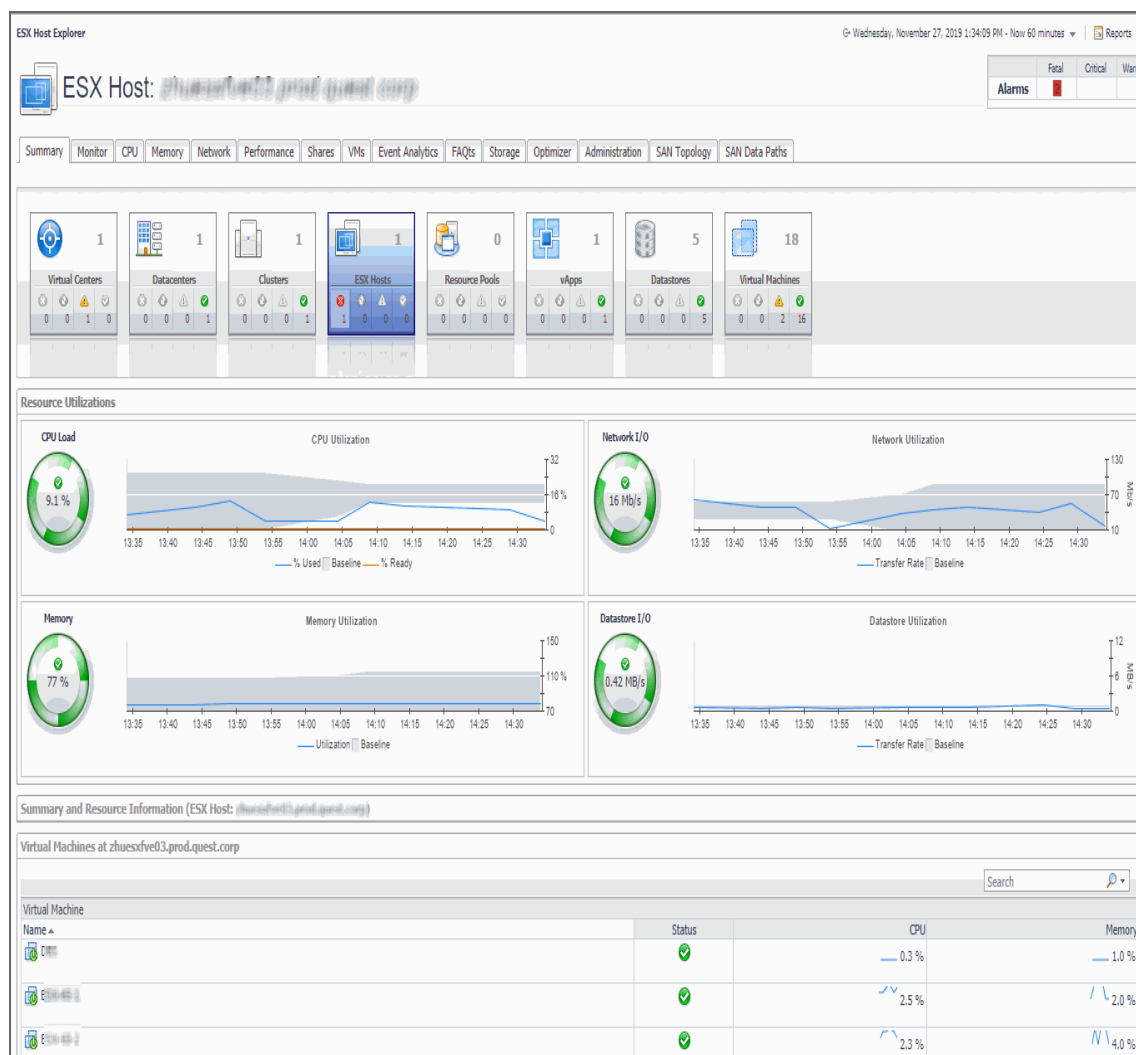 ESX Host Explorer
Wednesday, November 27, 2019 1:34:09 PM - Now 60 minutes
Reports
ESX Host:
Fatal Critical War
Alarms 2
Summary Monitor CPU Memory Network Performance Shares VMs Event Analytics FAQts Storage Optimizer Administration SAN Topology SAN Data Paths
1 1 1 1 0 1 5 18
Virtual Centers Datacenters Clusters ESX Hosts Resource Pools vApps Datastores Virtual Machines
0 0 1 0 0 0 0 1 0 0 0 1 1 0 0 0 0 0 0 0 0 0 0 1 0 0 0 5 0 0 2 16
Resource Utilizations
CPU Load
CPU Utilization
9.1 %
32
16 %
0
13:35 13:40 13:45 13:50 13:55 14:00 14:05 14:10 14:15 14:20 14:25 14:30
% Used Baseline % Ready
Network I/O
Network Utilization
16 Mb/s
130
70
10
Mb/s
13:35 13:40 13:45 13:50 13:55 14:00 14:05 14:10 14:15 14:20 14:25 14:30
Transfer Rate Baseline
Memory
Memory Utilization
77 %
150
110 %
70
13:35 13:40 13:45 13:50 13:55 14:00 14:05 14:10 14:15 14:20 14:25 14:30
Utilization Baseline
Datastore I/O
Datastore Utilization
0.42 MB/s
12
6
0
MB/s
13:35 13:40 13:45 13:50 13:55 14:00 14:05 14:10 14:15 14:20 14:25 14:30
Transfer Rate Baseline
Summary and Resource Information (ESX Host: )
Virtual Machines at zhuesxfve03.prod.quest.corp
Search
Virtual Machine
Name Status CPU Memory
0.3 % 1.0 %
2.5 % 2.0 %
2.3 % 4.0 %